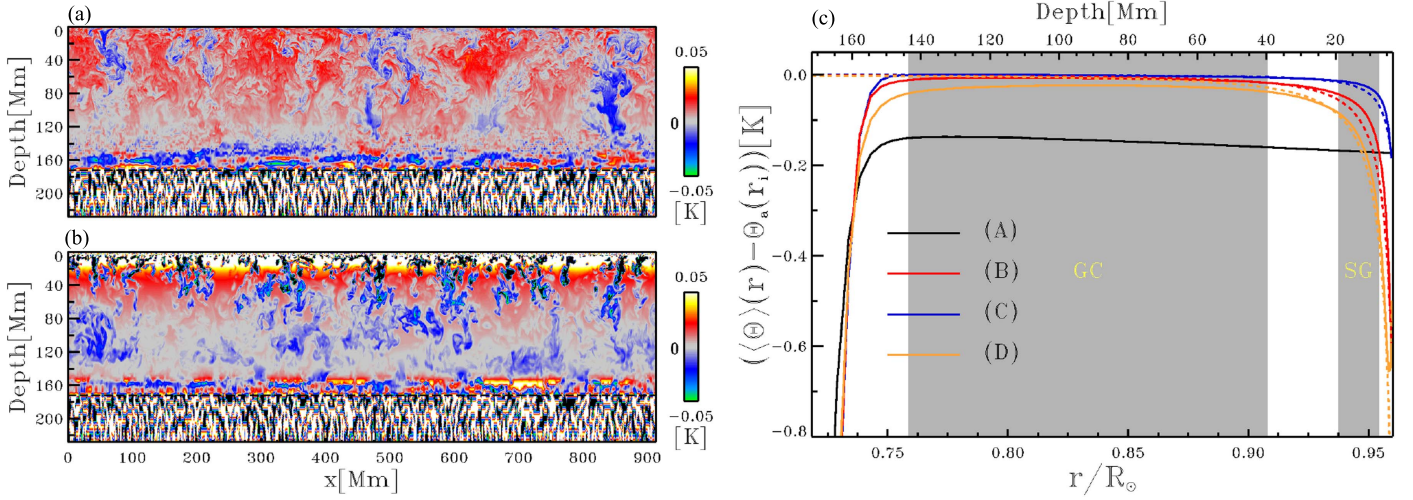 (a)
0
40
80
120
160
200
Depth[Mm]
0.05
0
−0.05
[K]
(b)
0
40
80
120
160
200
Depth[Mm]
0.05
0
−0.05
[K]
0 100 200 300 400 500 600 700 800 900
x[Mm]
(c)
Depth[Mm]
160 140 120 100 80 60 40 20
(⟨Θ⟩(r)−Θa(ri))[K]
0.0
-0.2
-0.4
-0.6
-0.8
(A)
(B)
GC SG
(C)
(D)
0.75 0.80 0.85 0.90 0.95
r/R⊙